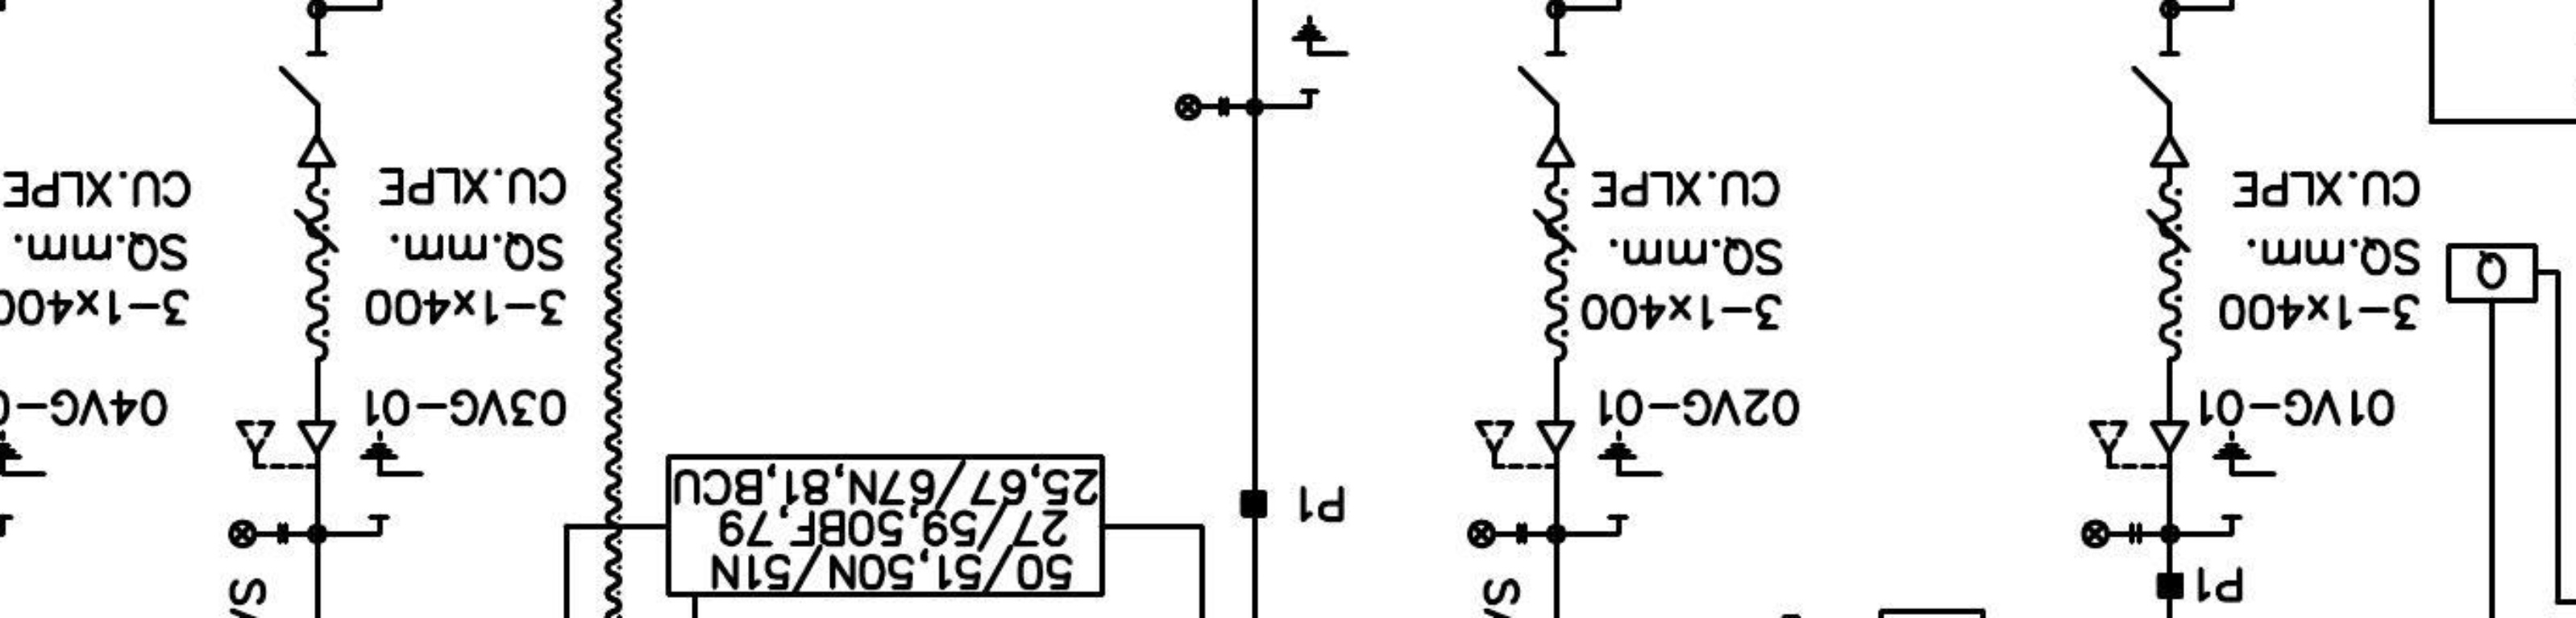 P1
50/51,50N/51N
27/59,50BF,79
25,67/67N,81,BCU
P1
01VG-01
3-1x400
SQ.mm.
CU.XLPE
Q
02VG-01
3-1x400
SQ.mm.
CU.XLPE
03VG-01
3-1x400
SQ.mm.
CU.XLPE
3-1x400
SQ.mm.
CU.XLPE